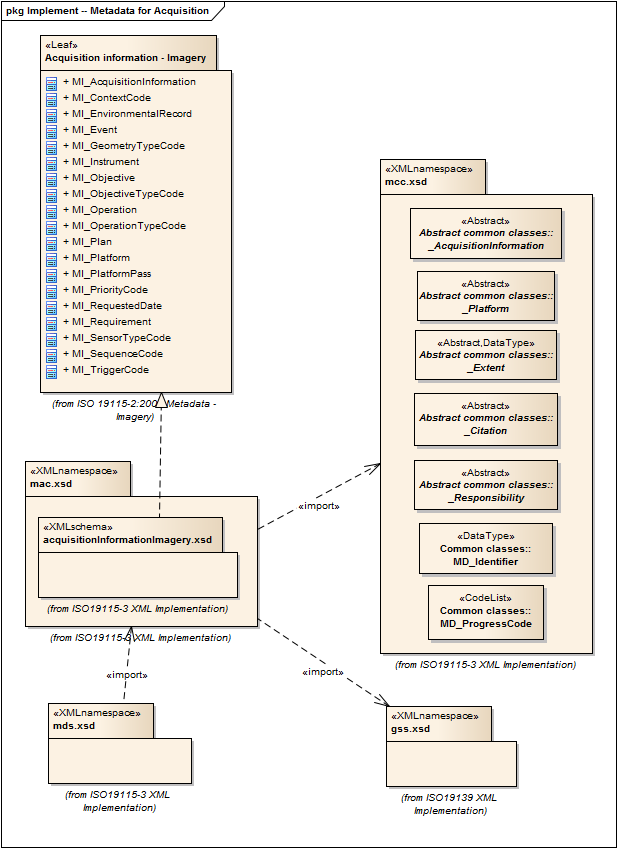 pkg Implement -- Metadata for Acquisition
«Leaf»
Acquisition information - Imagery
+ MI_AcquisitionInformation
+ MI_ContextCode
+ MI_EnvironmentalRecord
+ MI_Event
+ MI_GeometryTypeCode
+ MI_Instrument
+ MI_Objective
+ MI_ObjectiveTypeCode
+ MI_Operation
+ MI_OperationTypeCode
+ MI_Plan
+ MI_Platform
+ MI_PlatformPass
+ MI_PriorityCode
+ MI_RequestedDate
+ MI_Requirement
+ MI_SensorTypeCode
+ MI_SequenceCode
+ MI_TriggerCode
(from ISO 19115-2:200 Metadata -
Imagery)
«XMLnamespace»
mcc.xsd
«Abstract»
Abstract common classes::
_AcquisitionInformation
«Abstract»
Abstract common classes::
_Platform
«Abstract,DataType»
Abstract common classes::
_Extent
«Abstract»
Abstract common classes::
_Citation
«Abstract»
Abstract common classes::
_Responsibility
«DataType»
Common classes::
MD_Identifier
«CodeList»
Common classes::
MD_ProgressCode
(from ISO19115-3 XML Implementation)
«XMLnamespace»
mac.xsd
«XMLschema»
acquisitionInformationImagery.xsd
(from ISO19115-3 XML Implementation)
(from ISO19115-3 XML Implementation)
«import»
«import»
«import»
«XMLnamespace»
mds.xsd
(from ISO19115-3 XML
Implementation)
«XMLnamespace»
gss.xsd
(from ISO19139 XML
Implementation)